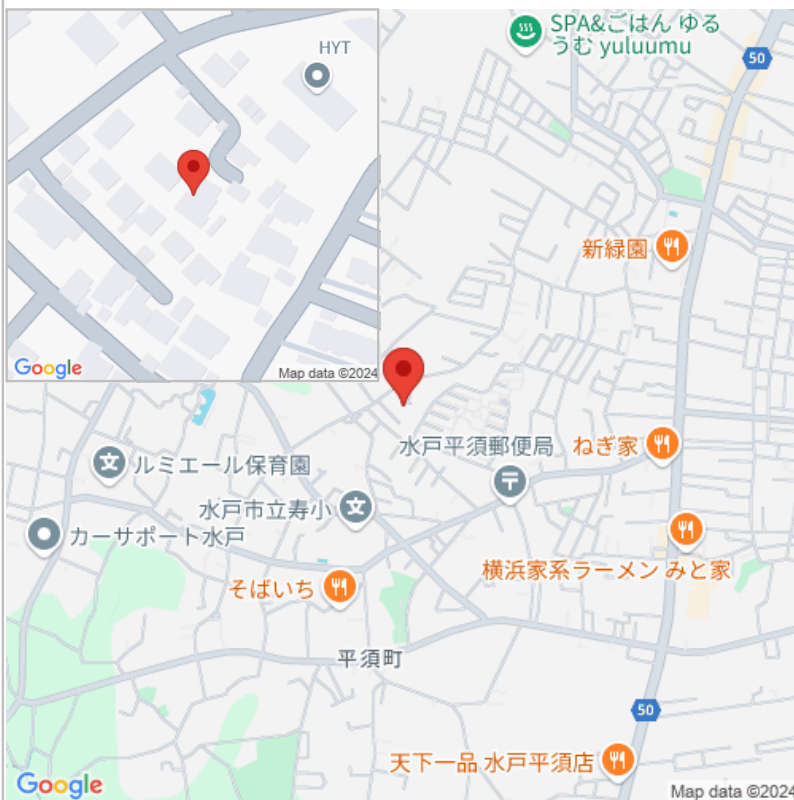 HYT
Google
Map data ©2024
SPA&ごはん ゆる
うむ yuluumu
50
新緑園
水戸平須郵便局
ねぎ家
ルミエール保育園
水戸市立寿小
カーサポート水戸
横浜家系ラーメン みと家
そばいち
平須町
50
天下一品 水戸平須店
Google
Map data ©2024